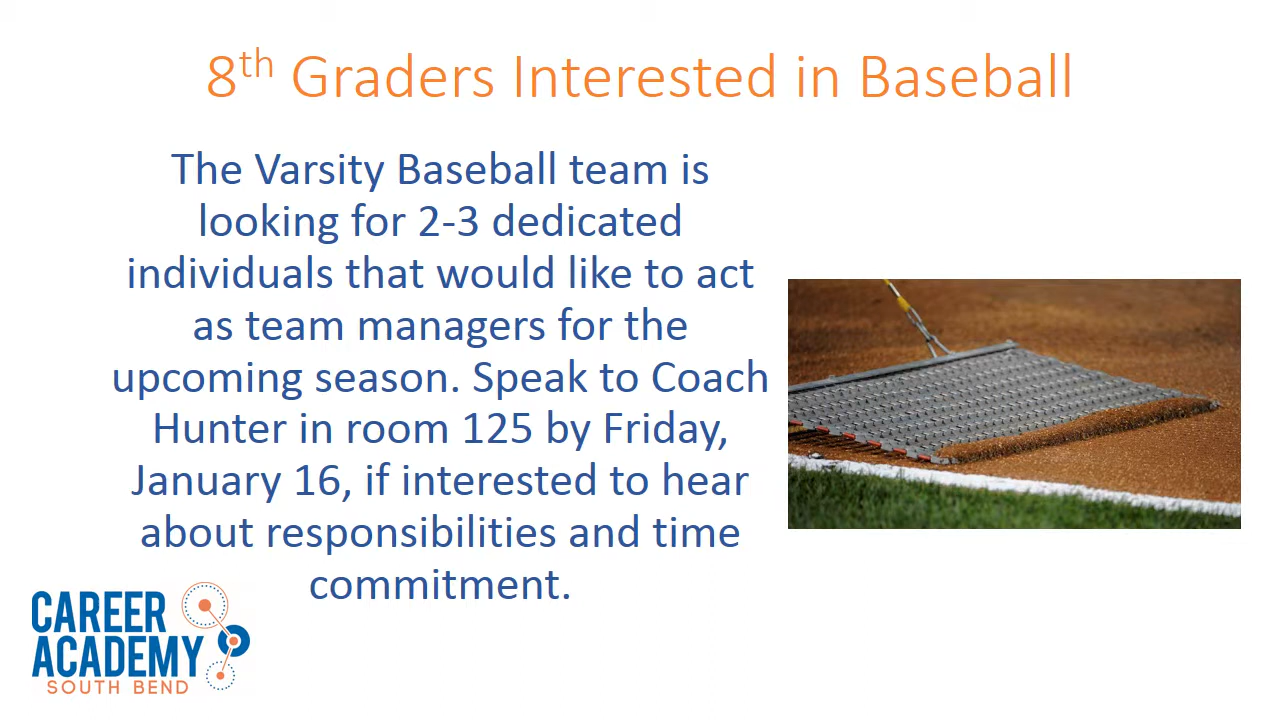 8th Graders Interested in Baseball
The Varsity Baseball team is
looking for 2-3 dedicated
individuals that would like to act
as team managers for the
upcoming season. Speak to Coach
Hunter in room 125 by Friday,
January 16, if interested to hear
about responsibilities and time
commitment.
CAREER
ACADEMY
SOUTH BEND